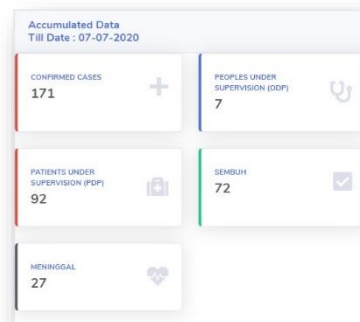 Accumulated Data
Till Date : 07-07-2020
CONFIRMED CASES
171
PEOPLES UNDER
SUPERVISION (ODP)
7
PATIENTS UNDER
SUPERVISION (PDP)
92
SEMBUH
72
MENINGGAL
27